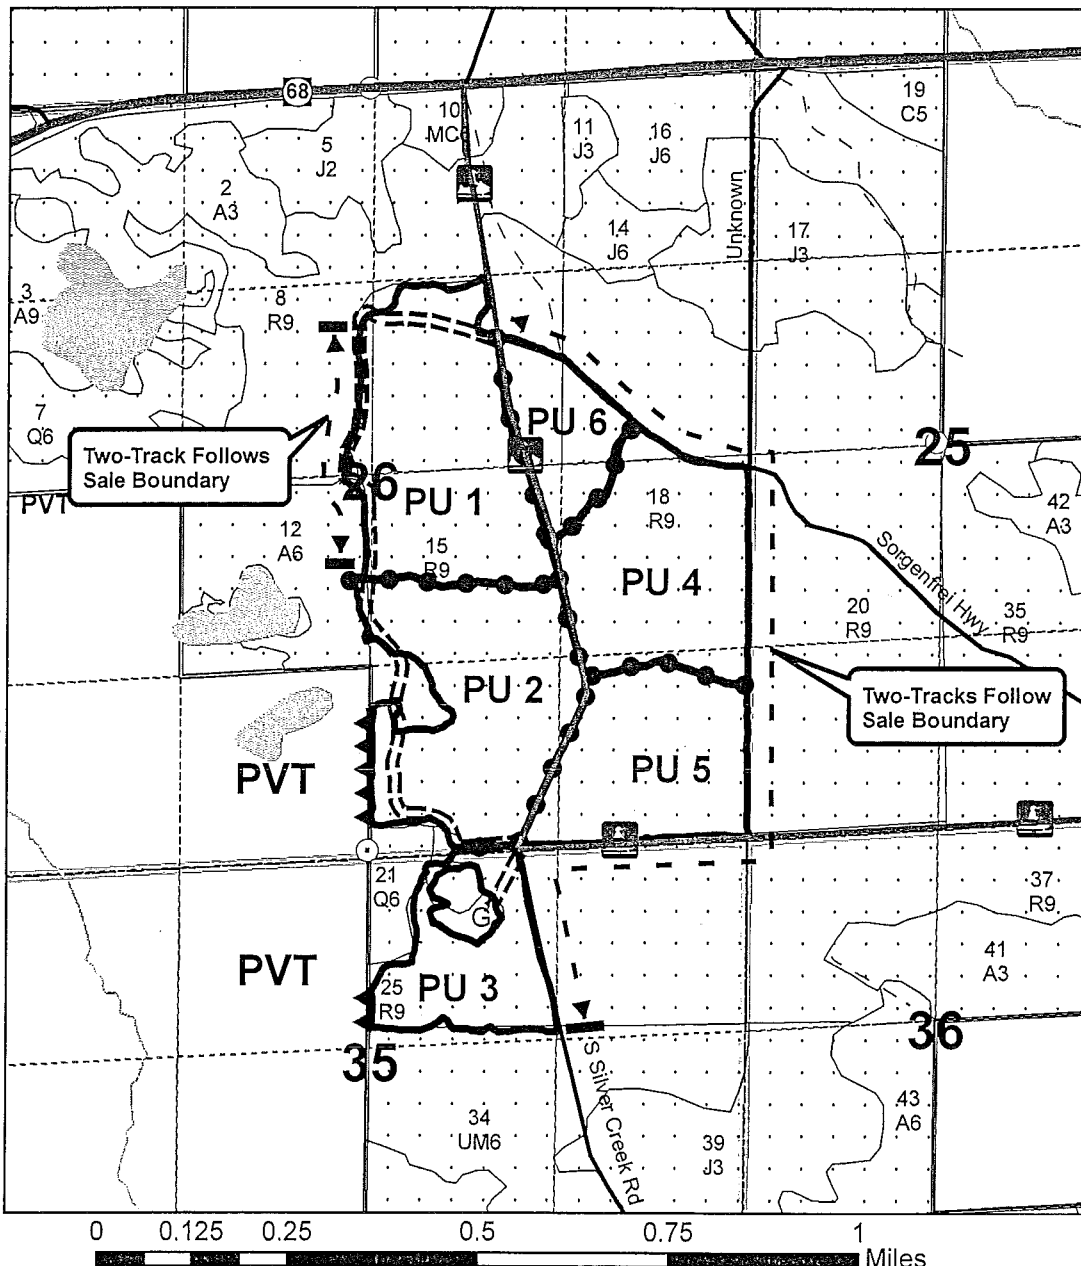 68
10
MC6
19
C5
11
J3
16
J6
5
J2
2
A3
Unknown
14
J6
17
J3
3
A9
8
R9
7
Q6
PU 6
Two-Track Follows
Sale Boundary
25
26
PVT
PU 1
18
R9
42
A3
12
A6
15
R9
Sorgenfrei Hwy
PU 4
20
R9
35
R9
PU 2
Two-Tracks Follow
Sale Boundary
PVT
PU 5
21
Q6
37
R9
G
41
A3
PVT
25
R9
PU 3
36
35
S Silver Creek Rd
34
UM6
43
A6
39
J3
0 0.125 0.25 0.5 0.75 1
Miles